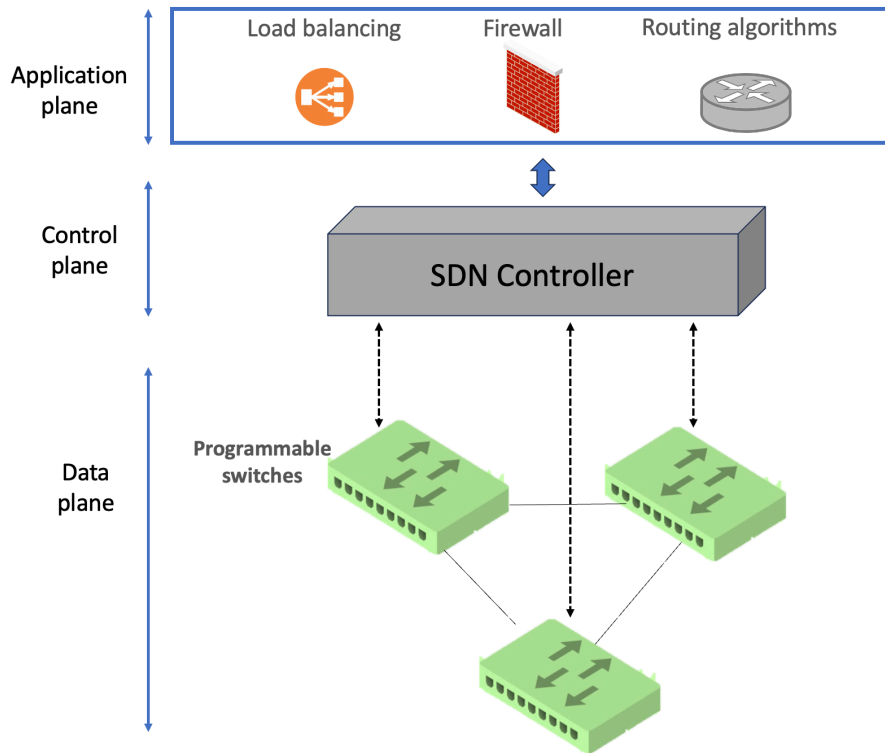 Load balancing
Firewall
Routing algorithms
Application
plane
Control
plane
SDN Controller
Programmable
switches
Data
plane